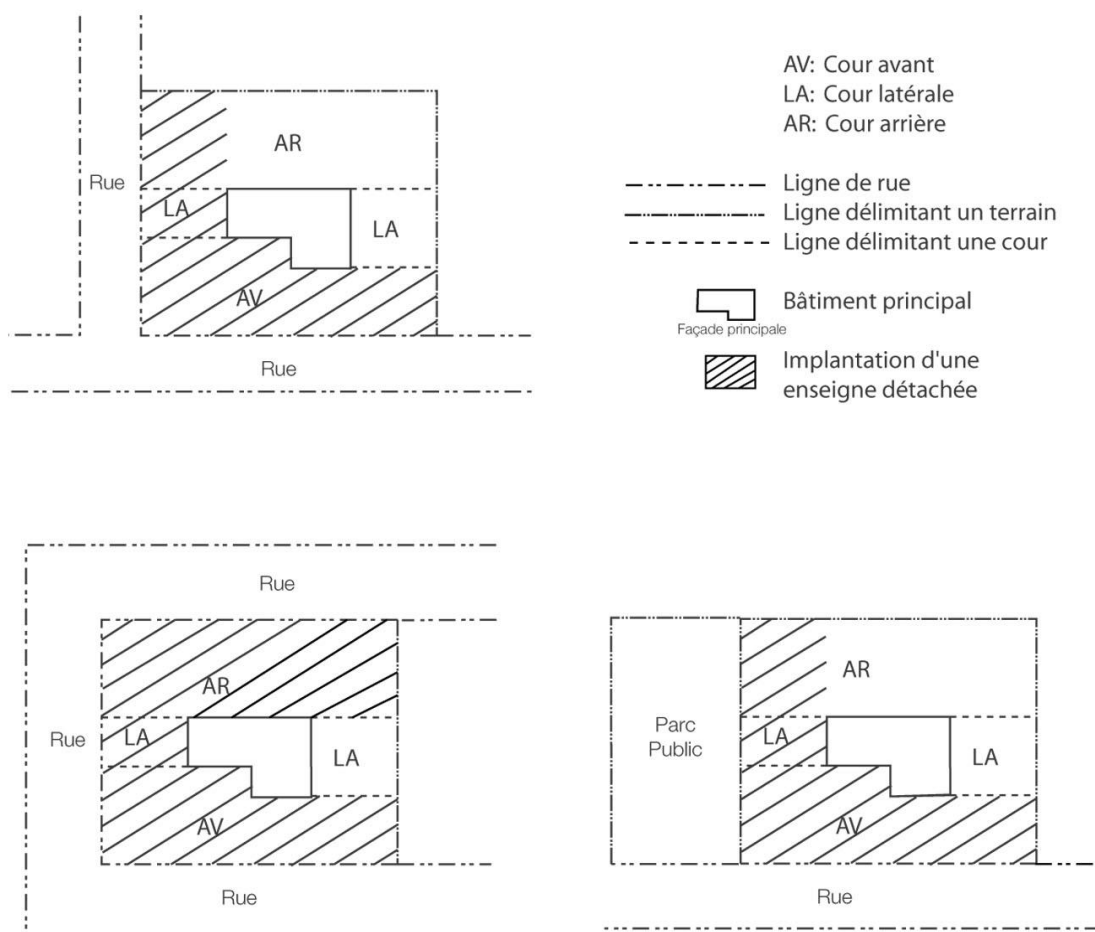 AV: Cour avant
LA: Cour latérale
AR: Cour arrière
Ligne de rue
Ligne délimitant un terrain
Ligne délimitant une cour
Bâtiment principal
Façade principale
Implantation d'une
enseigne détachée
AR
Rue
LA
LA
AV
Rue
Rue
AR
Rue
LA
LA
AV
Rue
AR
Parc
Public
LA
LA
AV
Rue